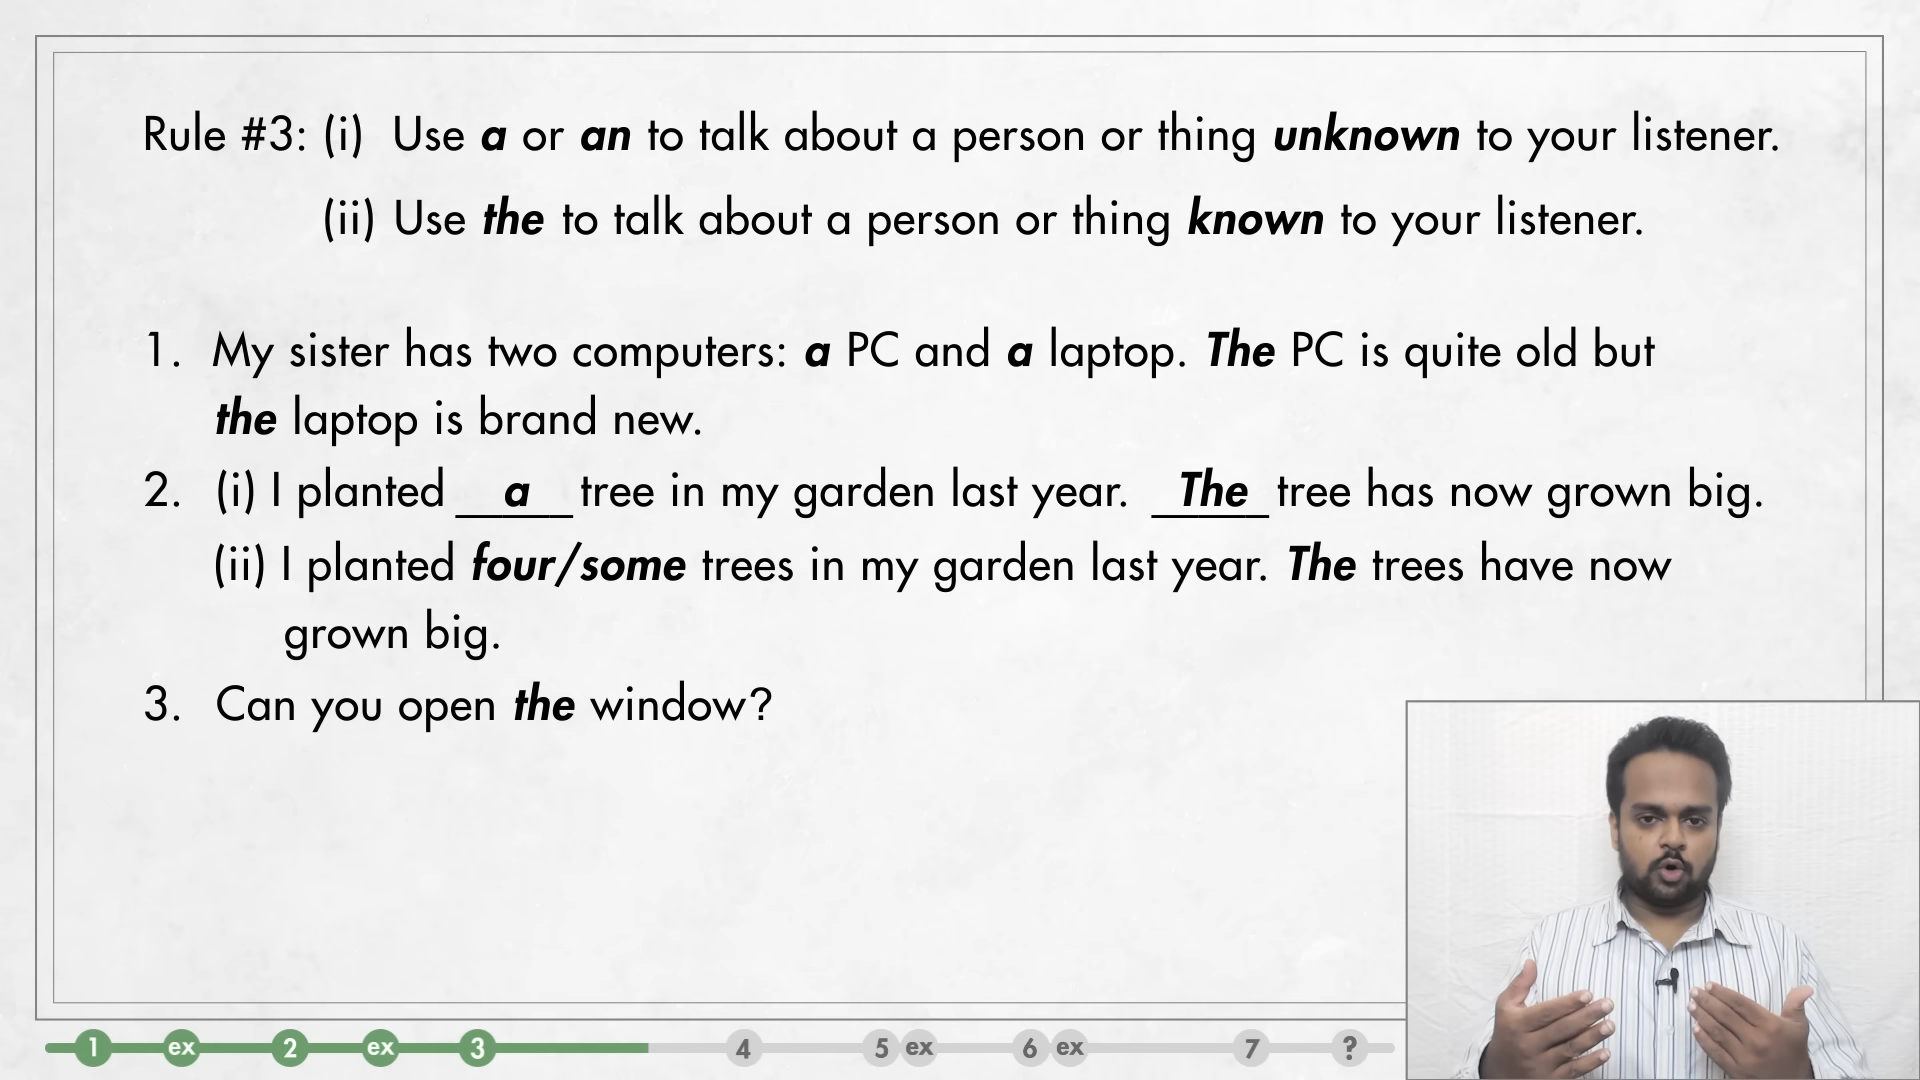 Rule #3: (i) Use a or an to talk about a person or thing unknown to your listener.
(ii) Use the to talk about a person or thing known to your listener.
1. My sister has two computers: a PC and a laptop. The PC is quite old but
the laptop is brand new.
2. (i) I planted __a__ tree in my garden last year. __The__ tree has now grown big.
(ii) I planted four/some trees in my garden last year. The trees have now
grown big.
3. Can you open the window?
1 ex 2 ex 3 4 5 ex 6 ex 7 ?